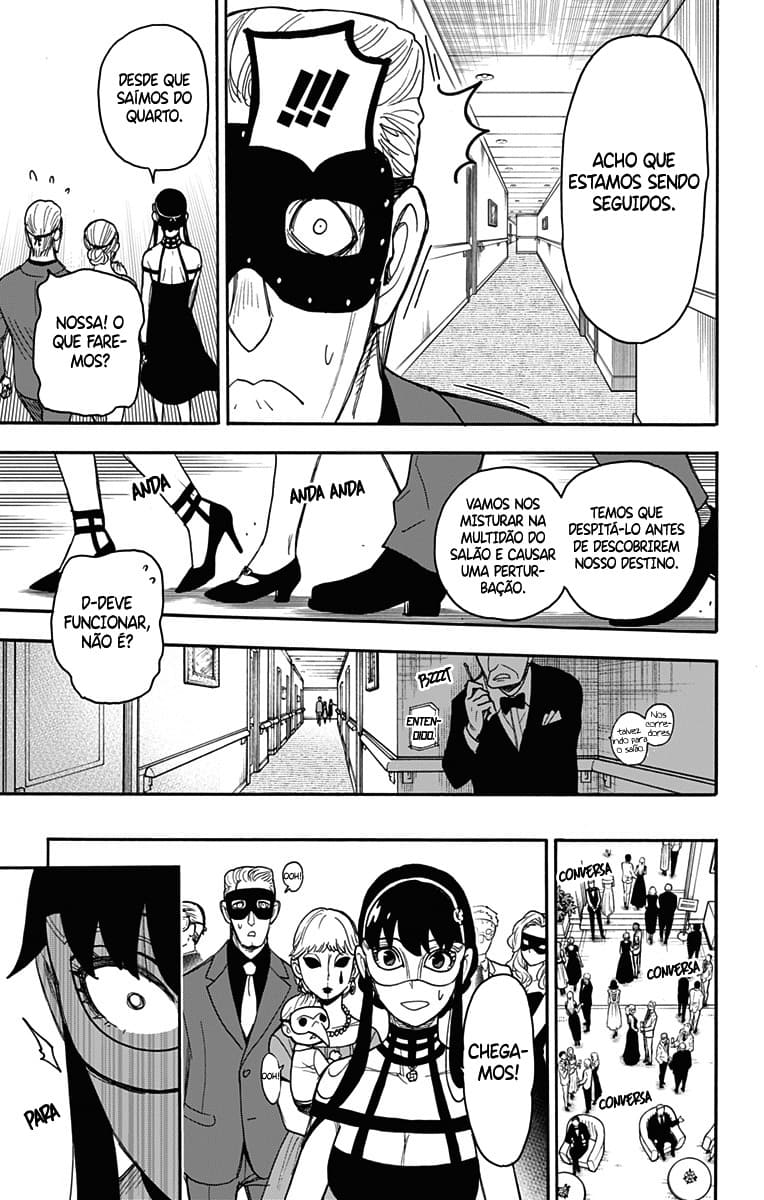 ACHO QUE
ESTAMOS SENDO
SEGUIDOS.
!!!
DESDE QUE
SAÍMOS DO
QUARTO.
NOSSA! O
QUE FARE-
MOS?
TEMOS QUE
DESPITÁ-LO ANTES
DE DESCOBRIREM
NOSSO DESTINO.
VAMOS NOS
MISTURAR NA
MULTIDÃO DO
SALÃO E CAUSAR
UMA PERTUR-
BAÇÃO.
ANDA ANDA
ANDA
D-DEVE
FUNCIONAR,
NÃO É?
Nos
corre-
dores,
talvez
indo para
o salão.
BZZZT
ENTEN-
DIDO.
CONVERSA
CONVERSA
CONVERSA
CHEGA-
MOS!
OOH!
OOH!
PARA